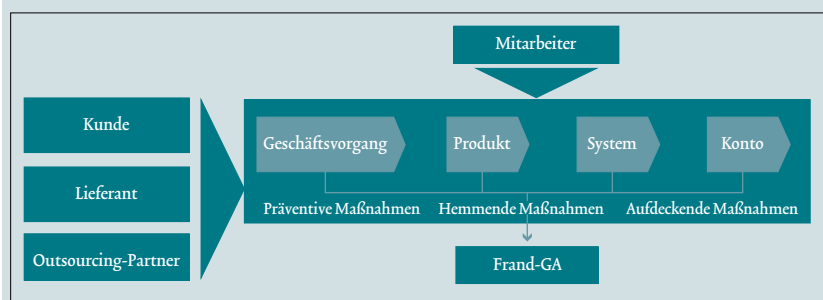 Mitarbeiter
Kunde
Lieferant
Outsourcing-Partner
Geschäftsvorgang
Produkt
System
Konto
Präventive Maßnahmen
Hemmende Maßnahmen
Aufdeckende Maßnahmen
Frand-GA